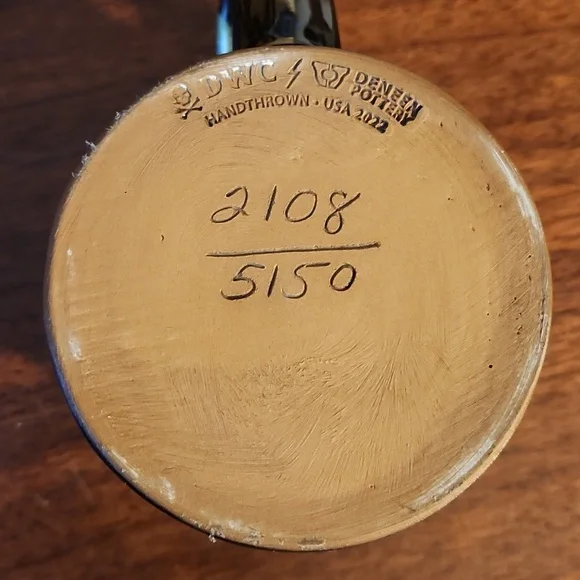 DWC DENEEN
POTTERY
HANDTHROWN • USA 2022
2108
5150